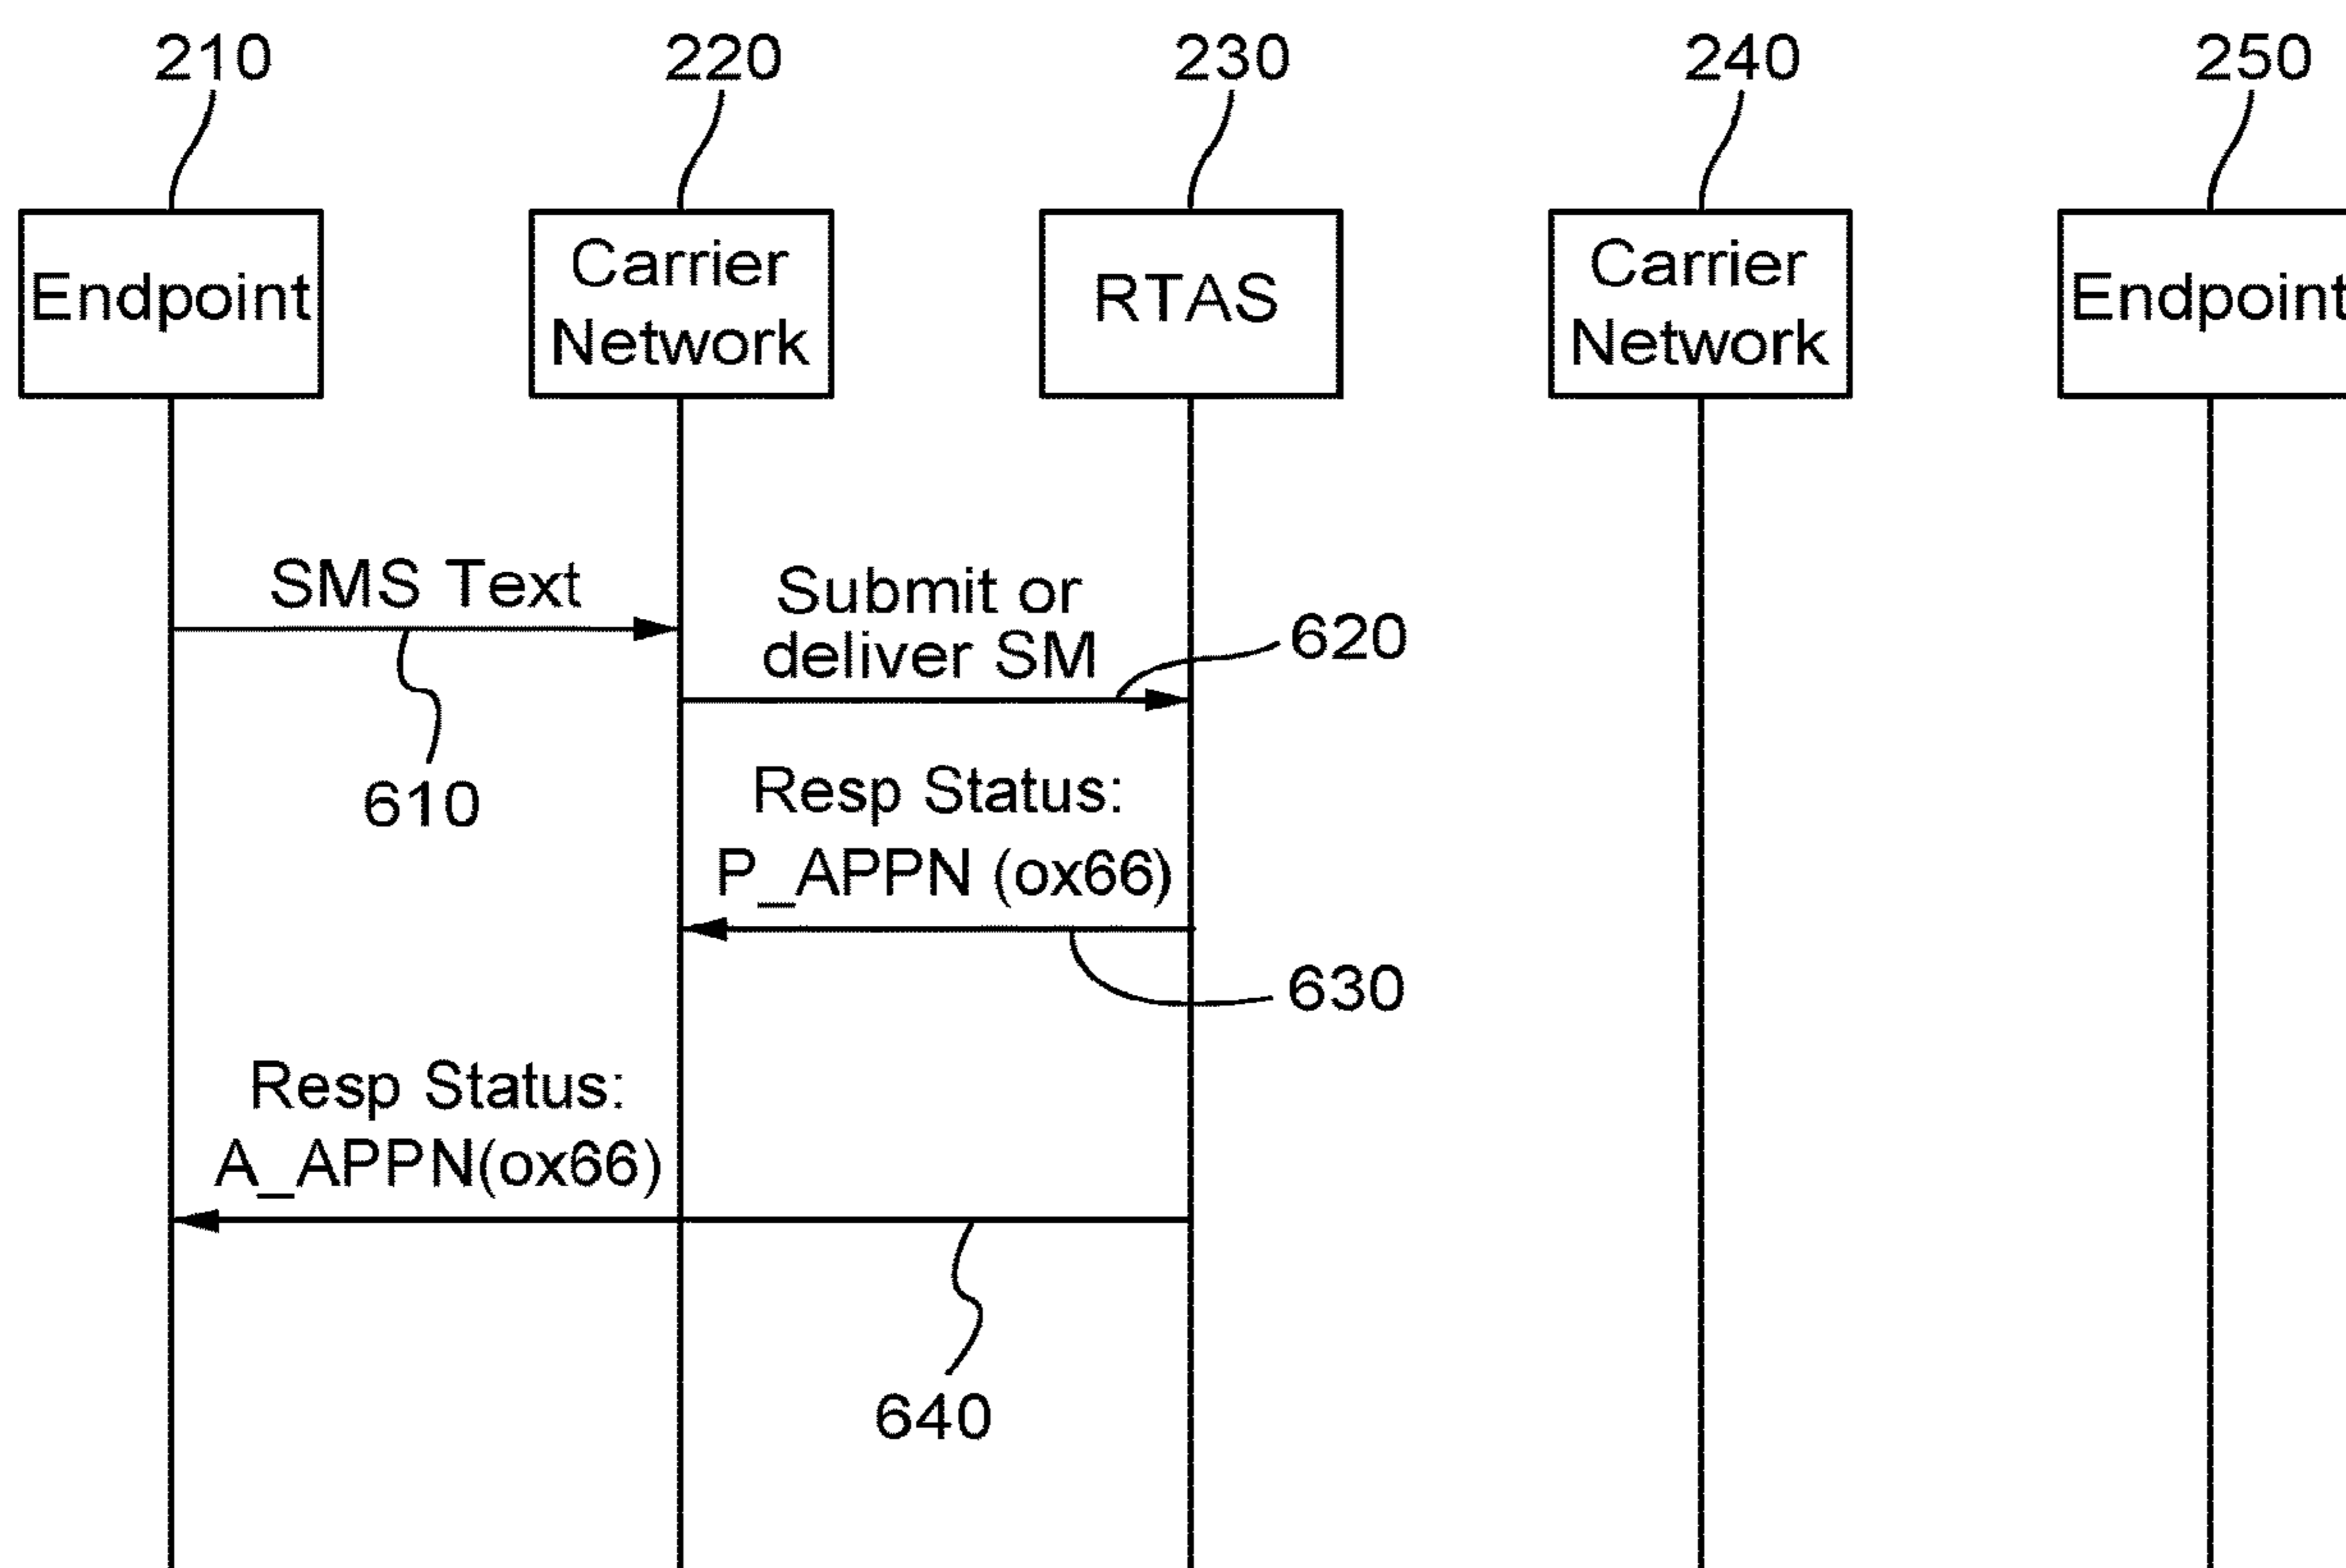 210
220
230
240
250
Endpoint
Carrier
Network
RTAS
Carrier
Network
Endpoint
SMS Text
Submit or
deliver SM
620
610
Resp Status:
P_APPN (ox66)
630
Resp Status:
A_APPN(ox66)
640